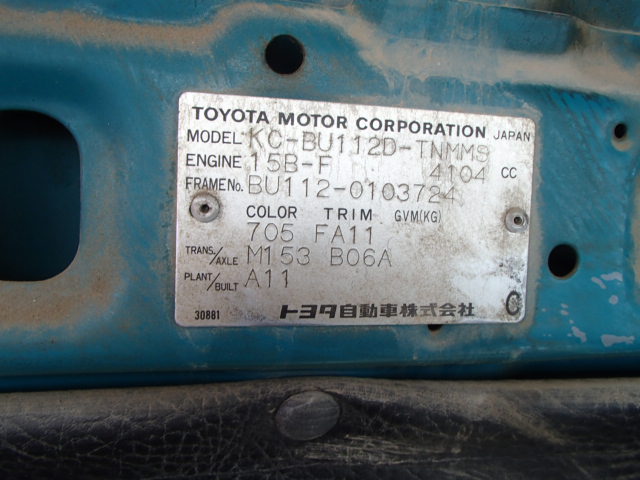 TOYOTA MOTOR CORPORATION JAPAN
MODEL KC-BU112D-TNMMS
ENGINE 15B-F 4104 CC
FRAME No. BU112-0103724
COLOR TRIM GVM(KG)
705 FA11
TRANS./AXLE M153 B06A
PLANT/BUILT A11
30881 トヨタ自動車株式会社 C